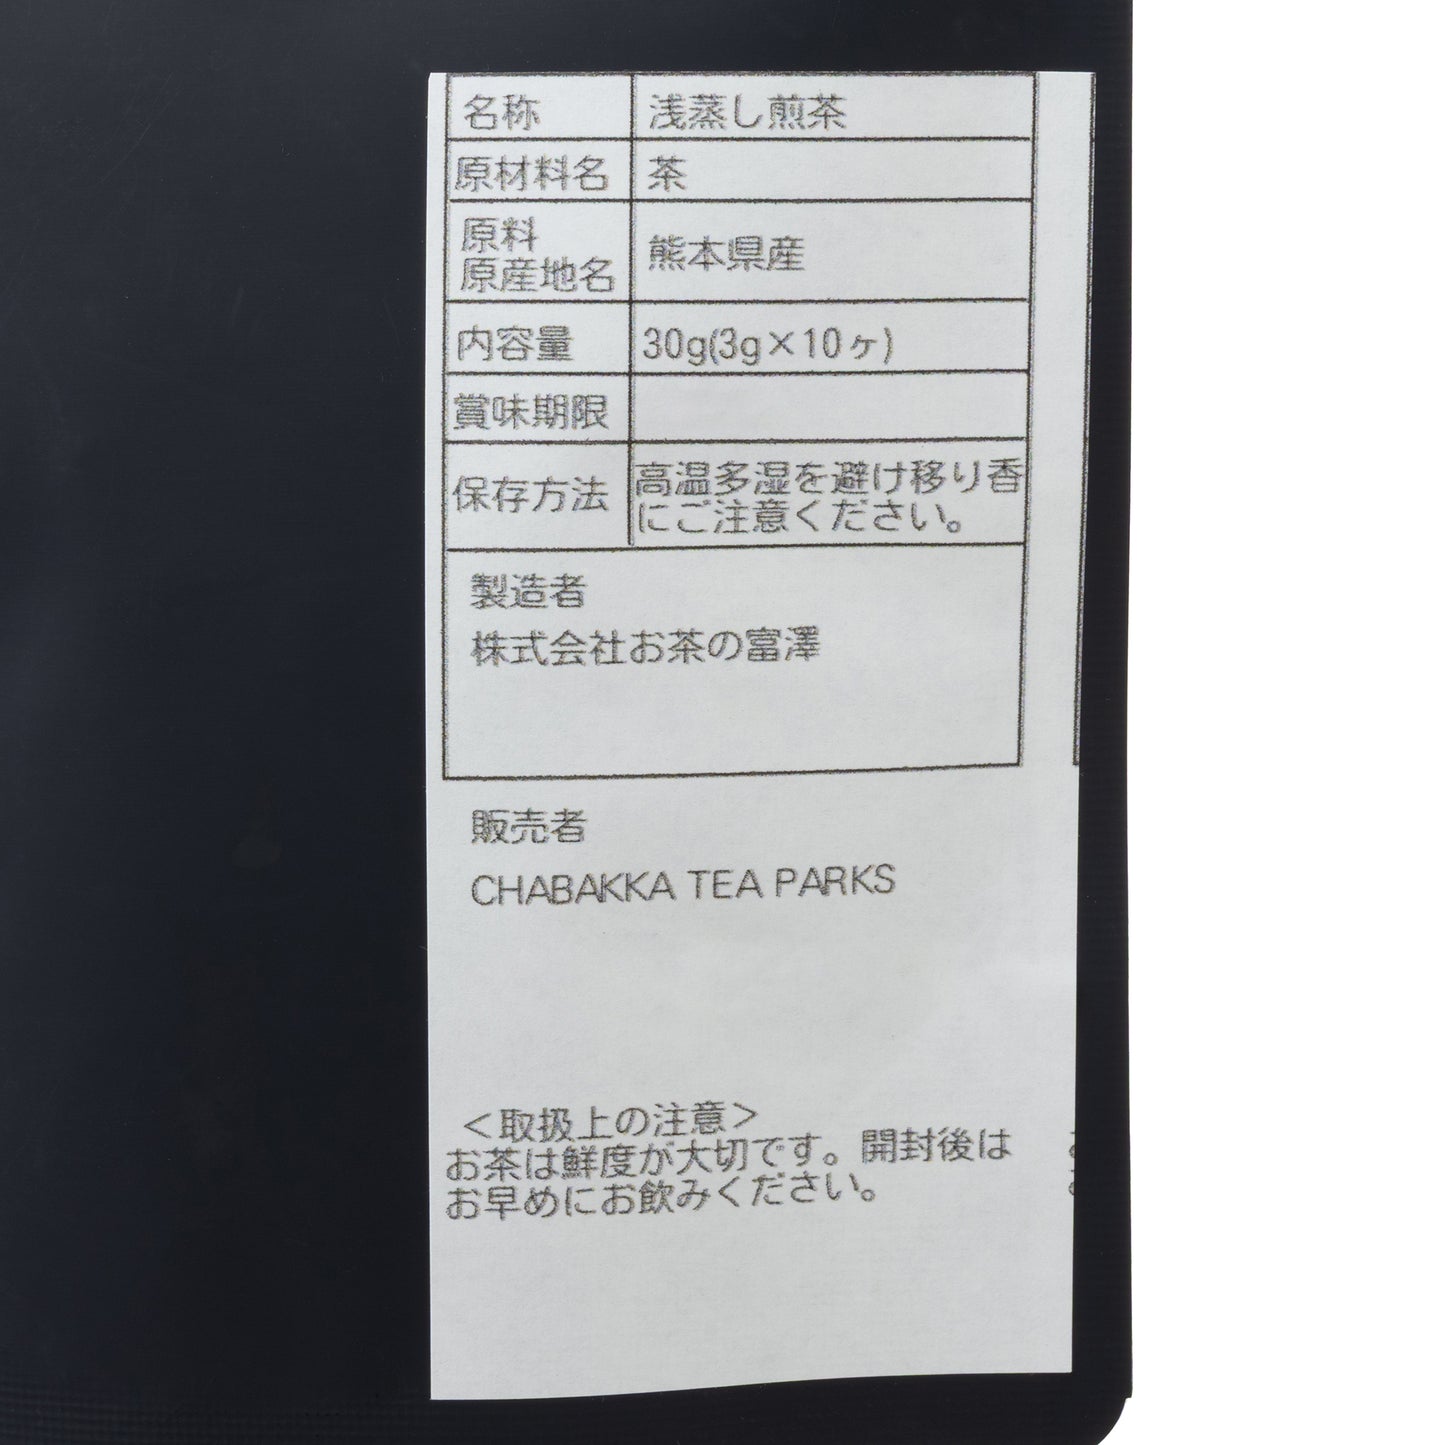 名称 浅蒸し煎茶
原材料名 茶
原料
原産地名 熊本県産
内容量 30g(3g×10ヶ)
賞味期限
保存方法 高温多湿を避け移り香
にご注意ください。
製造者
株式会社お茶の富澤
販売者
CHABAKKA TEA PARKS
＜取扱上の注意＞
お茶は鮮度が大切です。開封後は
お早めにお飲みください。